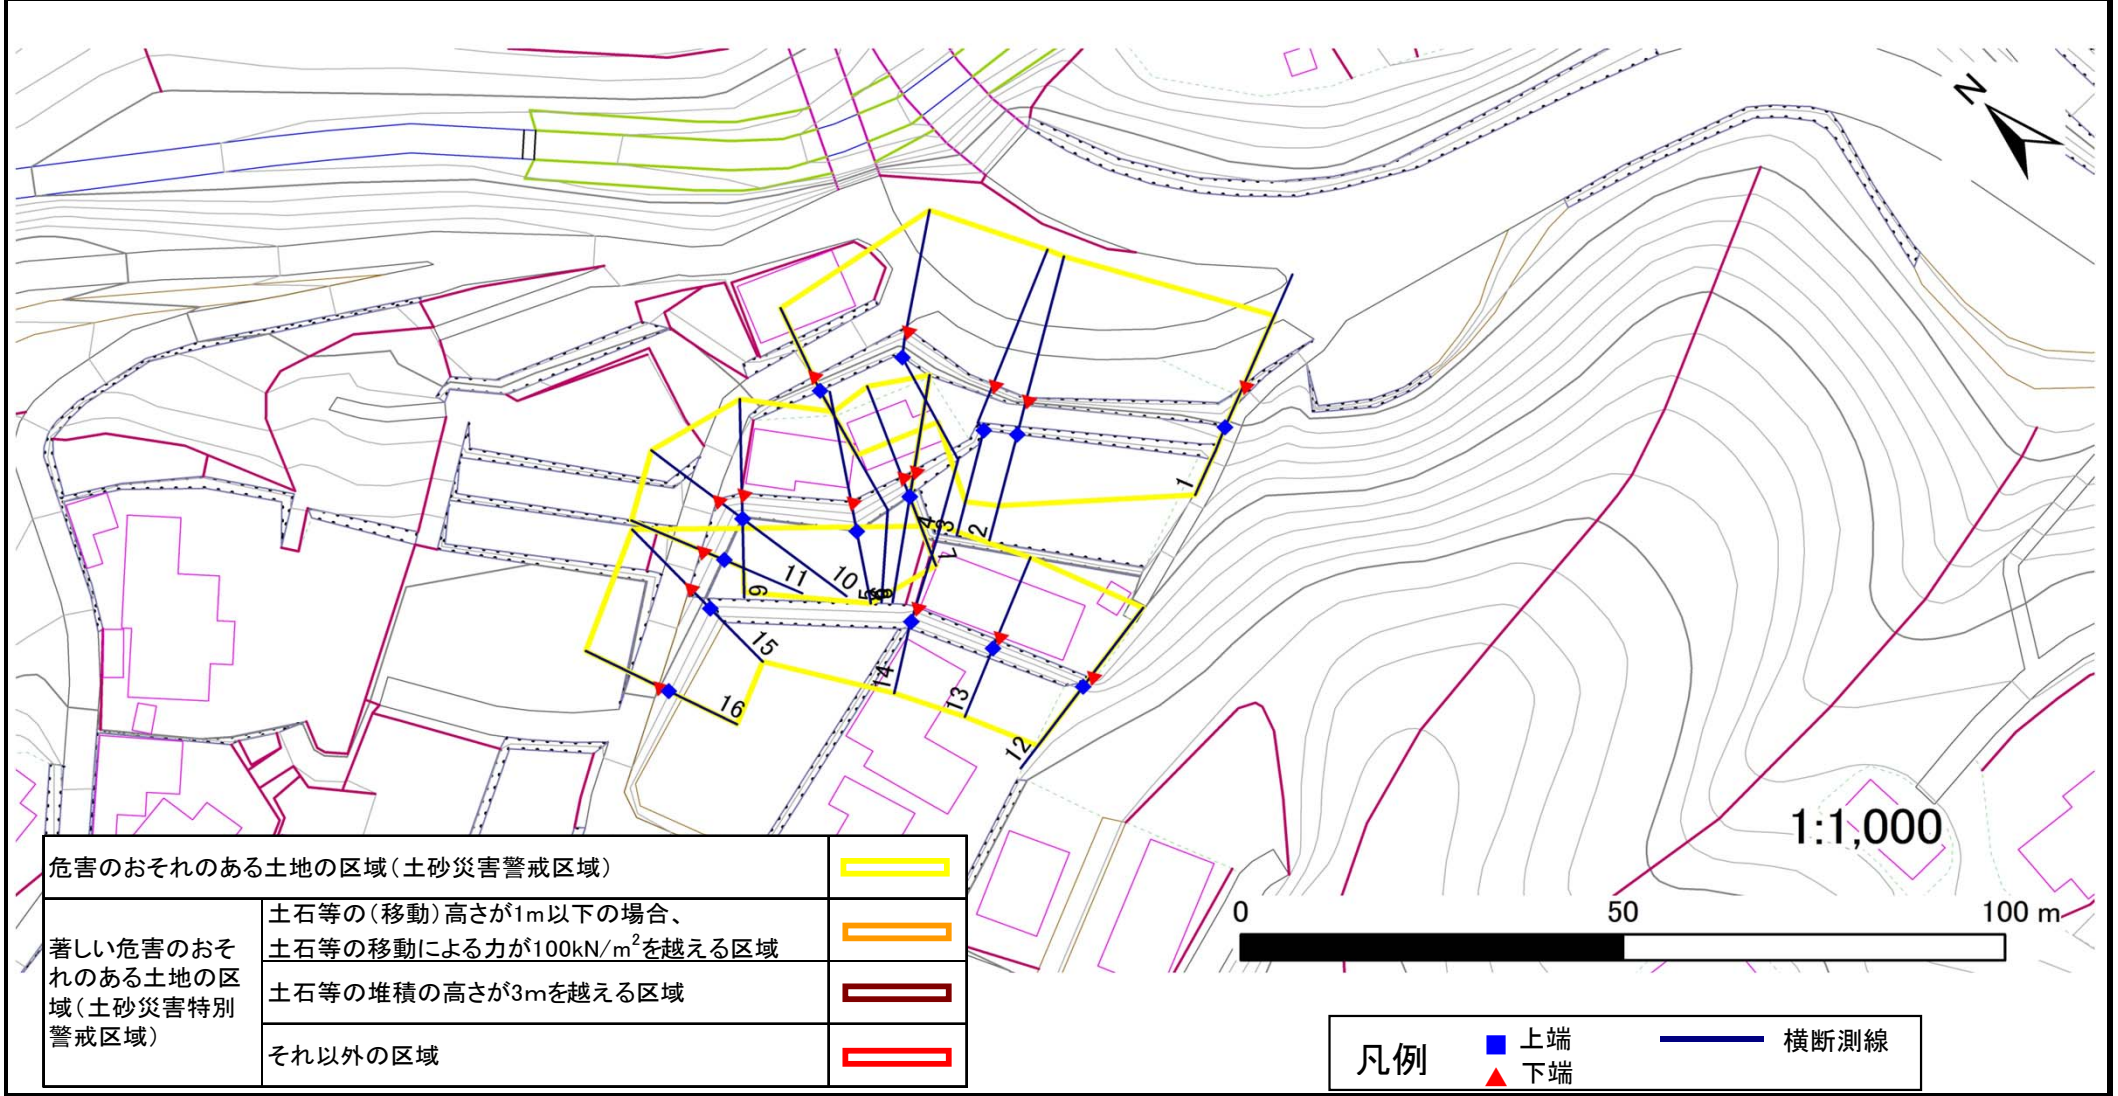 N
1
2
3
4
7
5
9
10
11
15
14
13
12
16
1:1,000
0 50 100 m
危害のおそれのある土地の区域(土砂災害警戒区域)
著しい危害のおそ
れのある土地の区
域(土砂災害特別
警戒区域)
土石等の(移動)高さが1m以下の場合、
土石等の移動による力が100kN/m²を越える区域
土石等の堆積の高さが3mを越える区域
それ以外の区域
凡例
上端
下端
横断測線